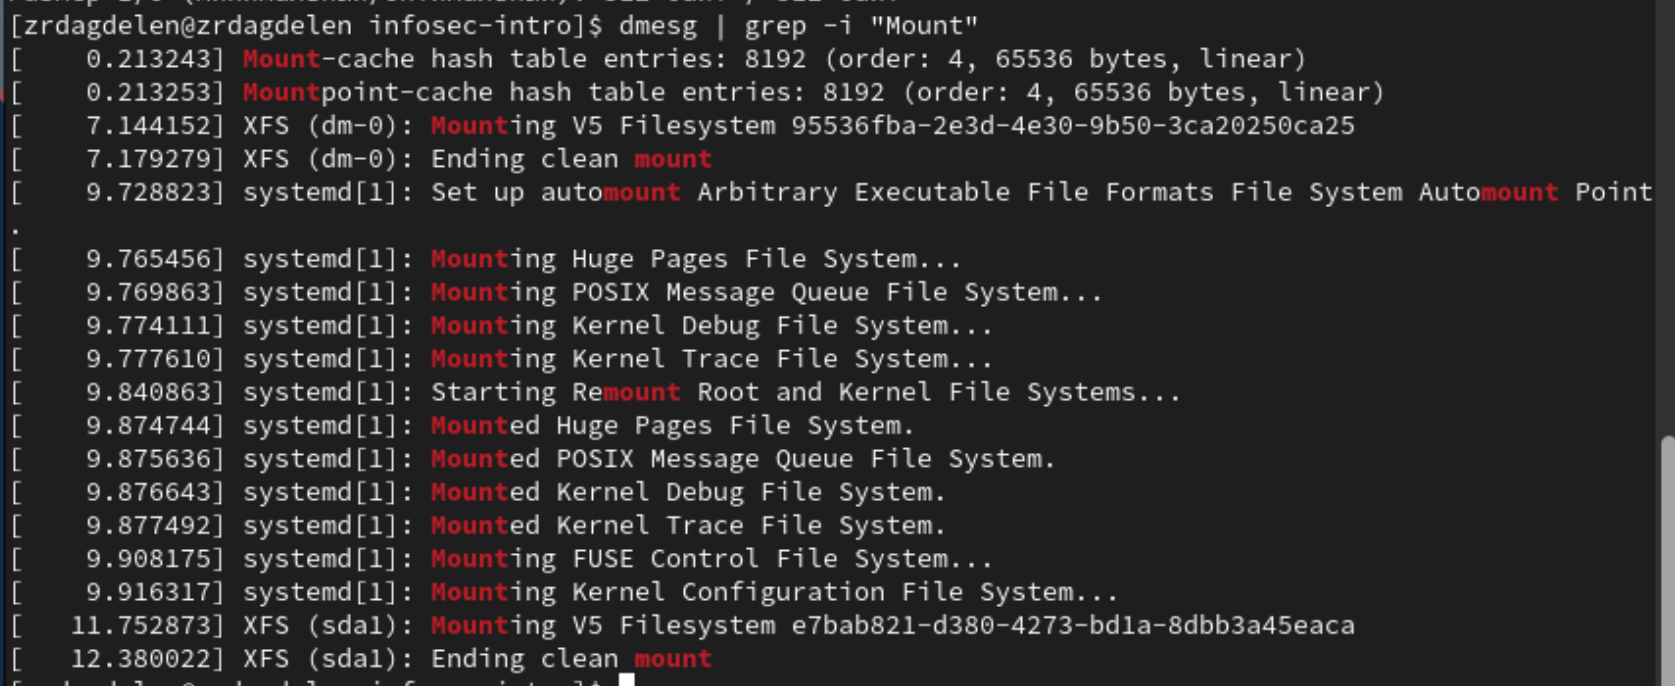 [zrdagdelen@zrdagdelen infosec-intro]$ dmesg | grep -i "Mount"
[    0.213243] Mount-cache hash table entries: 8192 (order: 4, 65536 bytes, linear)
[    0.213253] Mountpoint-cache hash table entries: 8192 (order: 4, 65536 bytes, linear)
[    7.144152] XFS (dm-0): Mounting V5 Filesystem 95536fba-2e3d-4e30-9b50-3ca20250ca25
[    7.179279] XFS (dm-0): Ending clean mount
[    9.728823] systemd[1]: Set up automount Arbitrary Executable File Formats File System Automount Point
.
[    9.765456] systemd[1]: Mounting Huge Pages File System...
[    9.769863] systemd[1]: Mounting POSIX Message Queue File System...
[    9.774111] systemd[1]: Mounting Kernel Debug File System...
[    9.777610] systemd[1]: Mounting Kernel Trace File System...
[    9.840863] systemd[1]: Starting Remount Root and Kernel File Systems...
[    9.874744] systemd[1]: Mounted Huge Pages File System.
[    9.875636] systemd[1]: Mounted POSIX Message Queue File System.
[    9.876643] systemd[1]: Mounted Kernel Debug File System.
[    9.877492] systemd[1]: Mounted Kernel Trace File System.
[    9.908175] systemd[1]: Mounting FUSE Control File System...
[    9.916317] systemd[1]: Mounting Kernel Configuration File System...
[   11.752873] XFS (sda1): Mounting V5 Filesystem e7bab821-d380-4273-bd1a-8dbb3a45eaca
[   12.380022] XFS (sda1): Ending clean mount